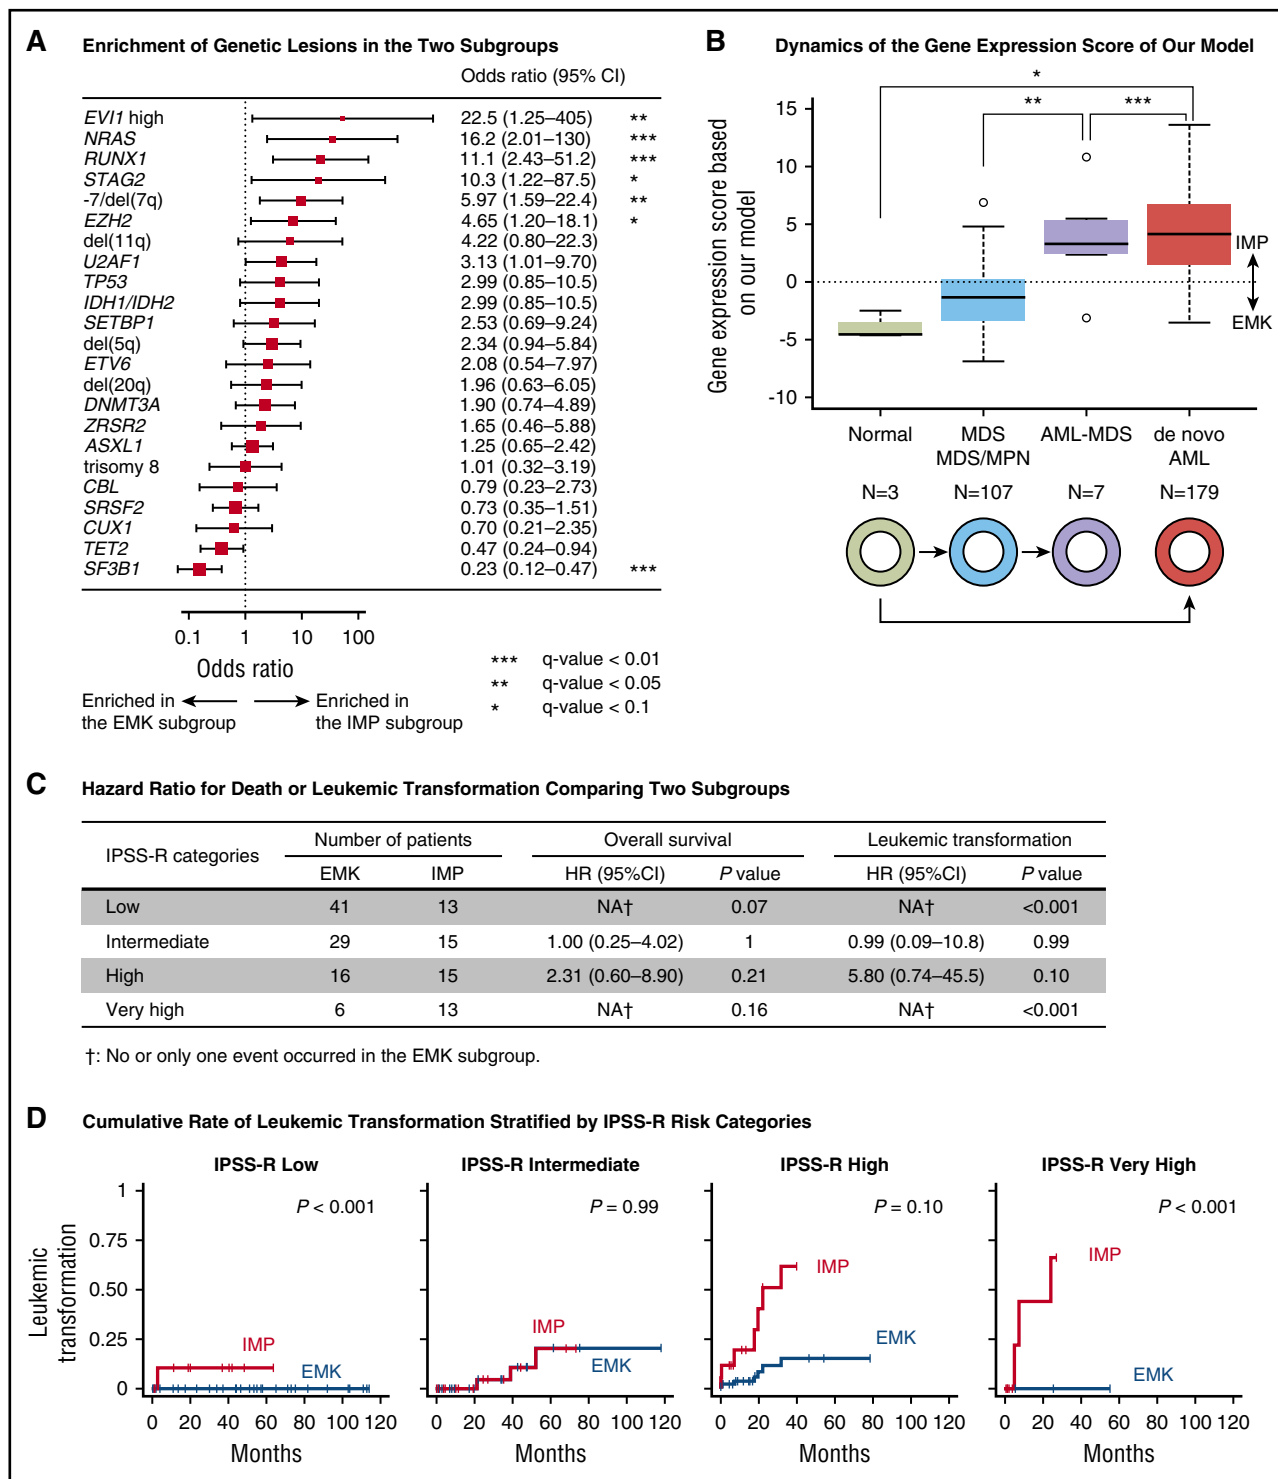 A Enrichment of Genetic Lesions in the Two Subgroups
Odds ratio (95% CI)
EVI1 high 22.5 (1.25–405) **
NRAS 16.2 (2.01–130) ***
RUNX1 11.1 (2.43–51.2) ***
STAG2 10.3 (1.22–87.5) *
-7/del(7q) 5.97 (1.59–22.4) **
EZH2 4.65 (1.20–18.1) *
del(11q) 4.22 (0.80–22.3)
U2AF1 3.13 (1.01–9.70)
TP53 2.99 (0.85–10.5)
IDH1/IDH2 2.99 (0.85–10.5)
SETBP1 2.53 (0.69–9.24)
del(5q) 2.34 (0.94–5.84)
ETV6 2.08 (0.54–7.97)
del(20q) 1.96 (0.63–6.05)
DNMT3A 1.90 (0.74–4.89)
ZRSR2 1.65 (0.46–5.88)
ASXL1 1.25 (0.65–2.42)
trisomy 8 1.01 (0.32–3.19)
CBL 0.79 (0.23–2.73)
SRSF2 0.73 (0.35–1.51)
CUX1 0.70 (0.21–2.35)
TET2 0.47 (0.24–0.94)
SF3B1 0.23 (0.12–0.47) ***
0.1 1 10 100
Odds ratio
Enriched in
the EMK subgroup
Enriched in
the IMP subgroup
*** q-value < 0.01
** q-value < 0.05
* q-value < 0.1
B Dynamics of the Gene Expression Score of Our Model
*
** ***
Gene expression score based
on our model
15
10
5
0
-5
-10
IMP
EMK
Normal MDS AML-MDS de novo
MDS/MPN AML
N=3 N=107 N=7 N=179
C Hazard Ratio for Death or Leukemic Transformation Comparing Two Subgroups
IPSS-R categories Number of patients Overall survival Leukemic transformation
EMK IMP HR (95%CI) P value HR (95%CI) P value
Low 41 13 NA† 0.07 NA† <0.001
Intermediate 29 15 1.00 (0.25–4.02) 1 0.99 (0.09–10.8) 0.99
High 16 15 2.31 (0.60–8.90) 0.21 5.80 (0.74–45.5) 0.10
Very high 6 13 NA† 0.16 NA† <0.001
†: No or only one event occurred in the EMK subgroup.
D Cumulative Rate of Leukemic Transformation Stratified by IPSS-R Risk Categories
IPSS-R Low
Leukemic
transformation
1
0.75
0.50
0.25
0
P < 0.001
IMP
EMK
0 20 40 60 80 100 120
Months
IPSS-R Intermediate
P = 0.99
IMP
EMK
0 20 40 60 80 100 120
Months
IPSS-R High
P = 0.10
IMP
EMK
0 20 40 60 80 100 120
Months
IPSS-R Very High
P < 0.001
IMP
EMK
0 20 40 60 80 100 120
Months